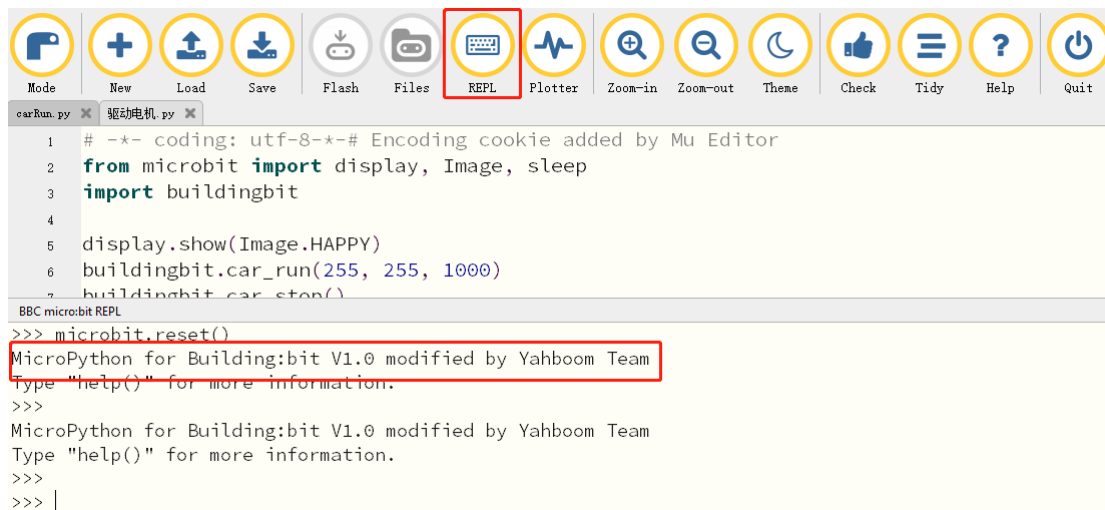 Mode New Load Save Flash Files REPL Plotter Zoom-in Zoom-out Theme Check Tidy Help Quit
carRun.py 驱动电机.py
1 # -*- coding: utf-8-*-# Encoding cookie added by Mu Editor
2 from microbit import display, Image, sleep
3 import buildingbit
4
5 display.show(Image.HAPPY)
6 buildingbit.car_run(255, 255, 1000)
7 buildingbit.car_stop()
BBC micro:bit REPL
>>> microbit.reset()
MicroPython for Building:bit V1.0 modified by Yahboom Team
Type "help()" for more information.
>>>
MicroPython for Building:bit V1.0 modified by Yahboom Team
Type "help()" for more information.
>>>
>>>